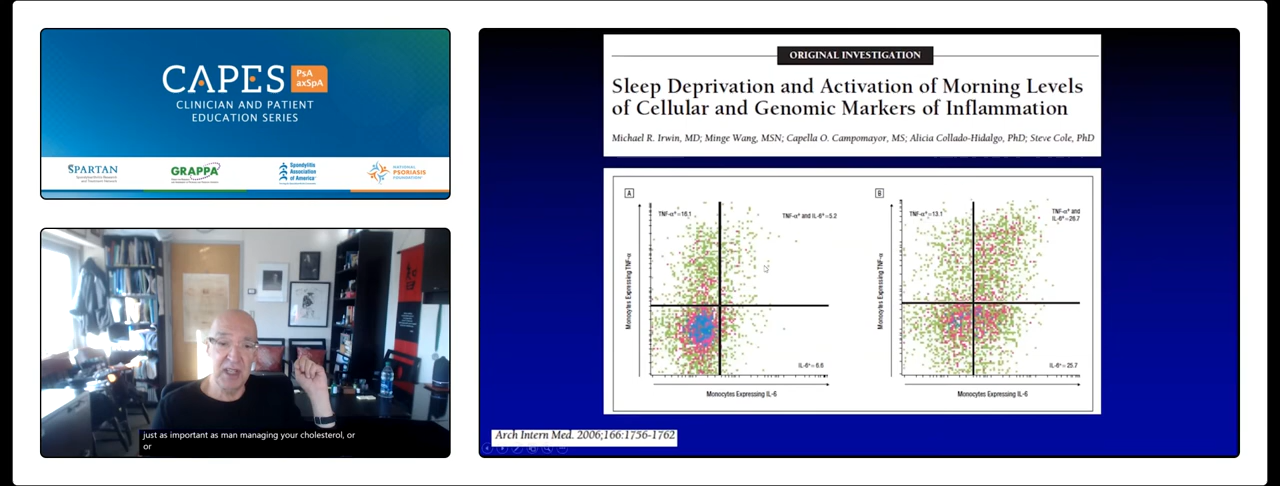 CAPES PsA
axSpA
CLINICIAN AND PATIENT
EDUCATION SERIES
SPARTAN
GRAPPA
Spondylitis
Association
of America
NATIONAL
PSORIASIS
FOUNDATION
just as important as man managing your cholesterol, or
or
ORIGINAL INVESTIGATION
Sleep Deprivation and Activation of Morning Levels
of Cellular and Genomic Markers of Inflammation
Michael R. Irwin, MD; Minge Wang, MSN; Capella O. Campomayor, MS; Alicia Collado-Hidalgo, PhD; Steve Cole, PhD
A
TNF-α+=16.1
TNF-α+ and IL-6+=5.2
Monocytes Expressing TNF-α
IL-6+=6.6
Monocytes Expressing IL-6
B
TNF-α+=13.1
TNF-α+ and
IL-6+=26.7
Monocytes Expressing TNF-α
IL-6+=25.7
Monocytes Expressing IL-6
Arch Intern Med. 2006;166:1756-1762